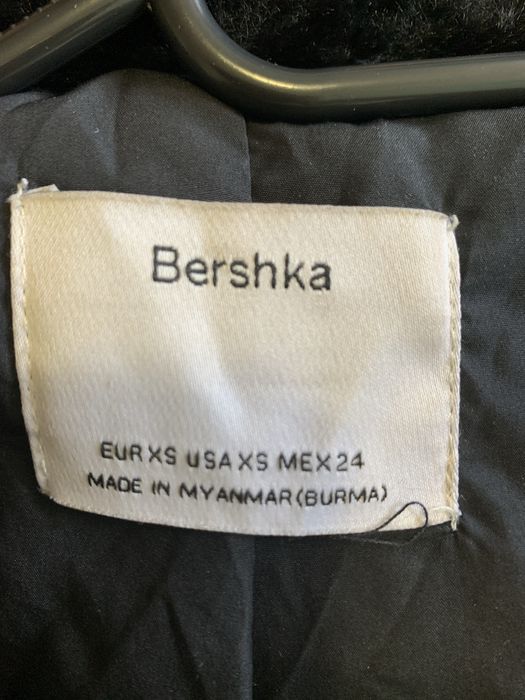 Bershka
EUR XS USA XS MEX 24
MADE IN MYANMAR (BURMA)